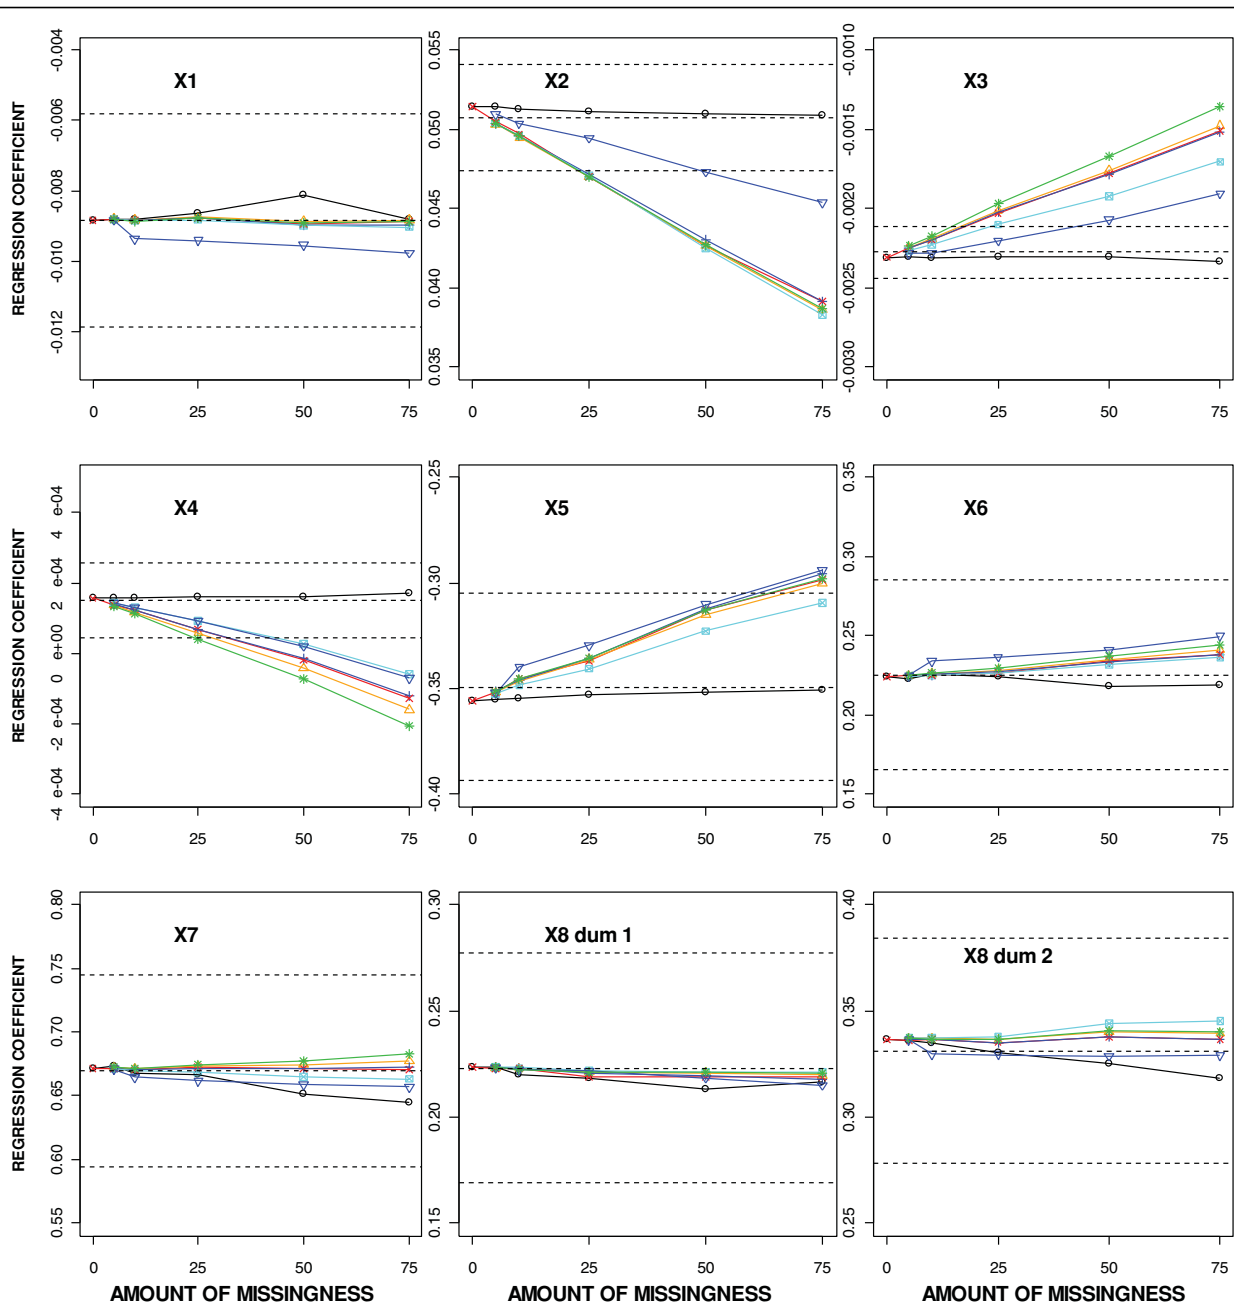 X1
X2
X3
REGRESSION COEFFICIENT
-0.004
-0.006
-0.008
-0.010
-0.012
0.055
0.050
0.045
0.040
0.035
-0.0010
-0.0015
-0.0020
-0.0025
-0.0030
0 25 50 75
0 25 50 75
0 25 50 75
X4
X5
X6
REGRESSION COEFFICIENT
4 e-04
2 e-04
0 e+00
-2 e-04
-4 e-04
-0.25
-0.30
-0.35
-0.40
0.35
0.30
0.25
0.20
0.15
0 25 50 75
0 25 50 75
0 25 50 75
X7
X8 dum 1
X8 dum 2
REGRESSION COEFFICIENT
0.80
0.75
0.70
0.65
0.60
0.55
0.30
0.25
0.20
0.15
0.40
0.35
0.30
0.25
0 25 50 75
0 25 50 75
0 25 50 75
AMOUNT OF MISSINGNESS
AMOUNT OF MISSINGNESS
AMOUNT OF MISSINGNESS